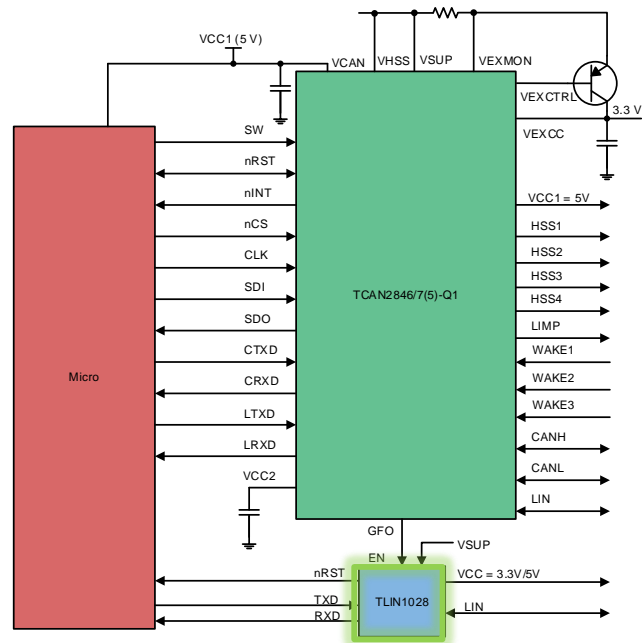 VCC1 (5 V)
VCAN
VHSS
VSUP
VEXMON
VEXCTRL
3.3 V
VEXCC
SW
nRST
nINT
nCS
CLK
SDI
SDO
CTXD
CRXD
LTXD
LRXD
VCC2
Micro
TCAN2846/7(5)-Q1
VCC1 = 5V
HSS1
HSS2
HSS3
HSS4
LIMP
WAKE1
WAKE2
WAKE3
CANH
CANL
LIN
GFO
EN
VSUP
nRST
TXD
RXD
TLIN1028
VCC = 3.3V/5V
LIN